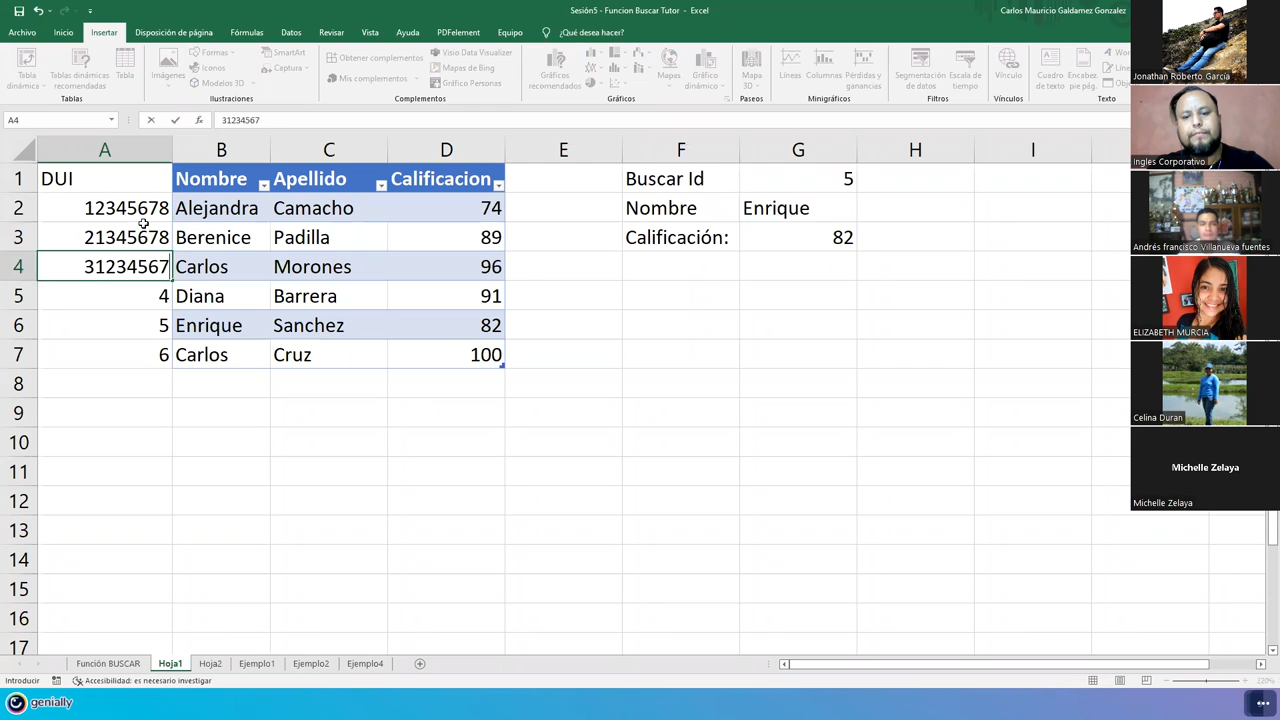 Sesión5 - Funcion Buscar Tutor - Excel
Carlos Mauricio Galdamez Gonzalez
Archivo Inicio Insertar Disposición de página Fórmulas Datos Revisar Vista Ayuda PDFelement Equipo ¿Qué desea hacer?
Tabla dinámica
Tablas dinámicas recomendadas
Tabla
Tablas
Imágenes
Formas
Iconos
Modelos 3D
SmartArt
Captura
Ilustraciones
Obtener complementos
Mis complementos
Visio Data Visualizer
Mapas de Bing
Gráfico Geográfico
Complementos
Gráficos recomendados
Mapas
Gráfico dinámico
Gráficos
Mapa 3D
Paseos
Líneas
Columnas
Pérdidas y ganancias
Minigráficos
Segmentación de datos
Escala de tiempo
Filtros
Vínculo
Vínculos
Cuadro de texto
Encabez. pie de pág.
Texto
A4
fx
31234567
A B C D E F G H I
1 DUI Nombre Apellido Calificacion Buscar Id 5
2 12345678 Alejandra Camacho 74 Nombre Enrique
3 21345678 Berenice Padilla 89 Calificación: 82
4 31234567 Carlos Morones 96
5 4 Diana Barrera 91
6 5 Enrique Sanchez 82
7 6 Carlos Cruz 100
8
9
10
11
12
13
14
15
16
17
Función BUSCAR Hoja1 Hoja2 Ejemplo1 Ejemplo2 Ejemplo4
Introducir
Accesibilidad: es necesario investigar
220%
genially
Jonathan Roberto García
Ingles Corporativo
Andrés francisco Villanueva fuentes
ELIZABETH MURCIA
Celina Duran
Michelle Zelaya
Michelle Zelaya